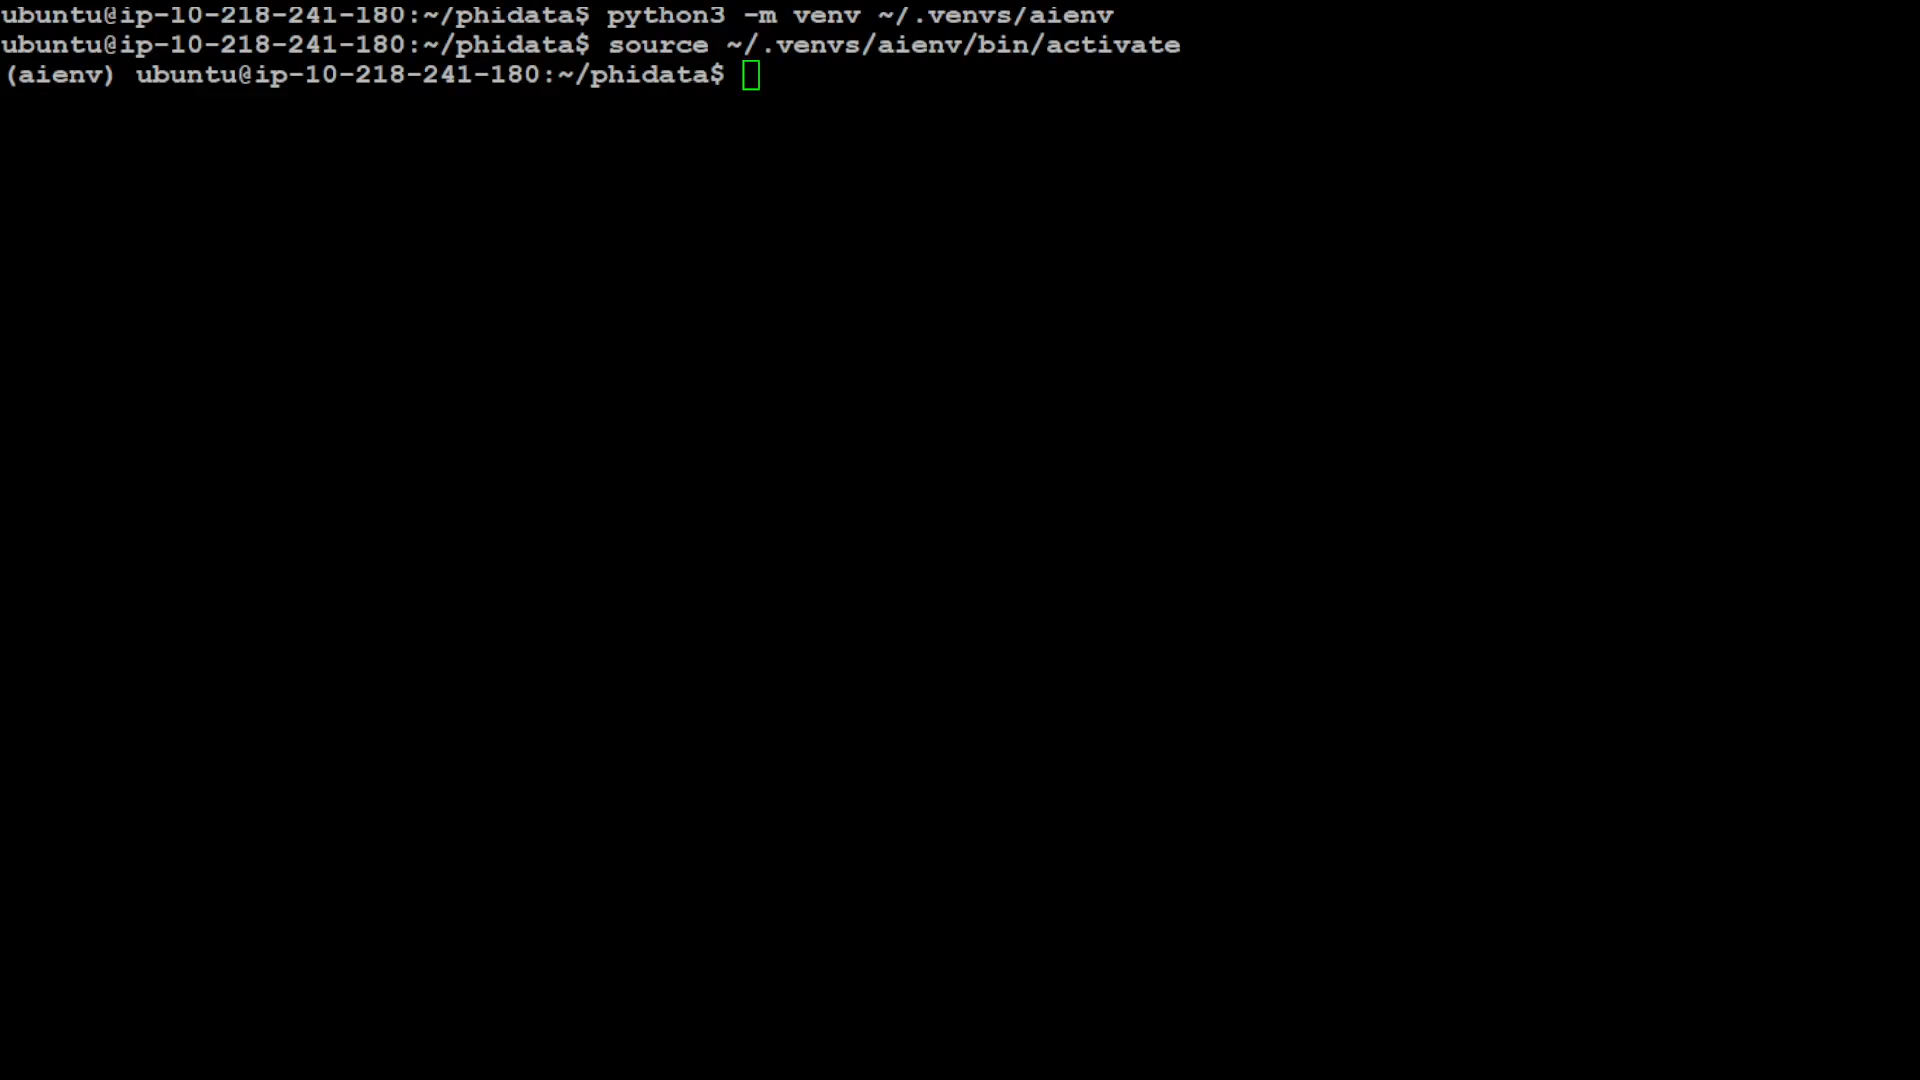 ubuntu@ip-10-218-241-180:~/phidata$ python3 -m venv ~/.venvs/aienv
ubuntu@ip-10-218-241-180:~/phidata$ source ~/.venvs/aienv/bin/activate
(aienv) ubuntu@ip-10-218-241-180:~/phidata$